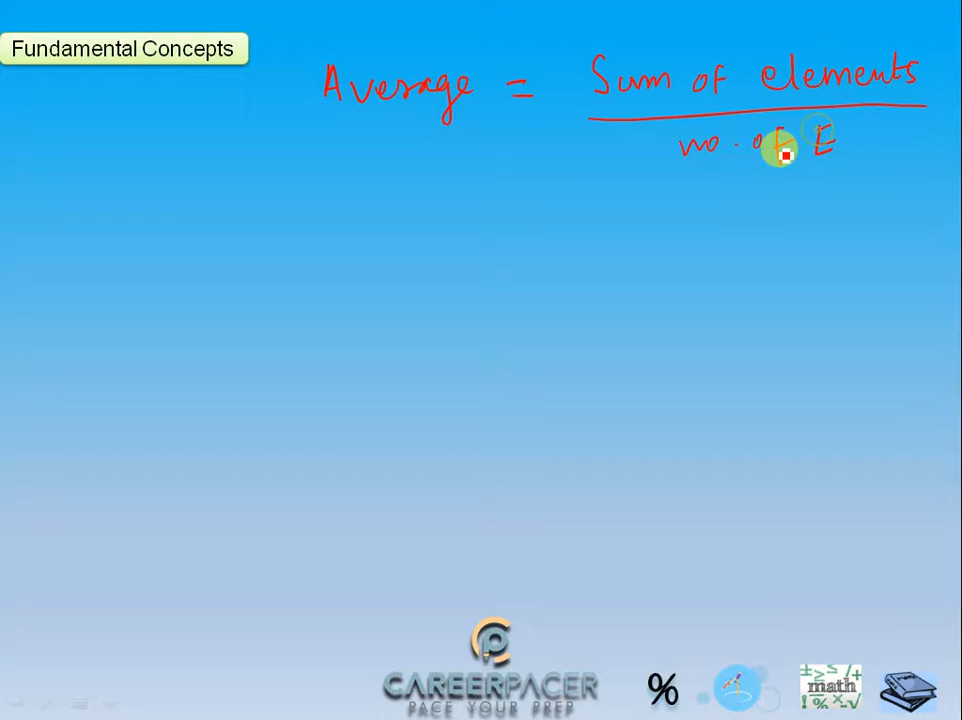 Fundamental Concepts
Average = Sum of elements
no. of E
CAREERPACER
PACE YOUR PREP
%
math